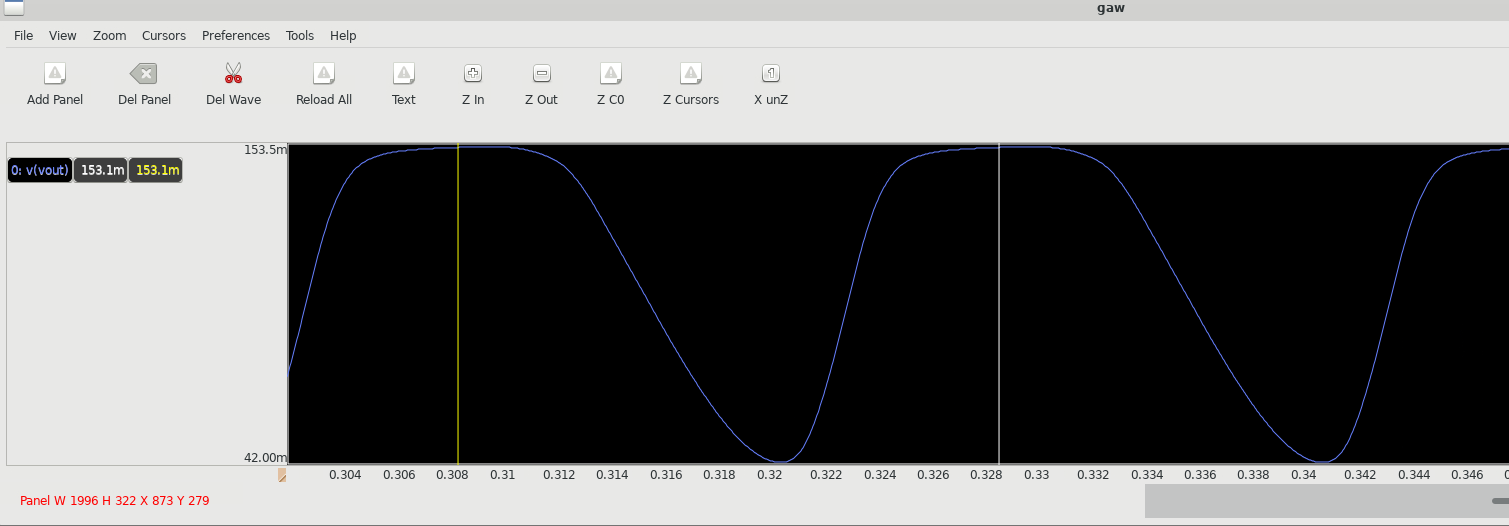 gaw
File View Zoom Cursors Preferences Tools Help
Add Panel Del Panel Del Wave Reload All Text Z In Z Out Z C0 Z Cursors X unZ
153.5m
0: v(vout) 153.1m 153.1m
42.00m
0.304 0.306 0.308 0.31 0.312 0.314 0.316 0.318 0.32 0.322 0.324 0.326 0.328 0.33 0.332 0.334 0.336 0.338 0.34 0.342 0.344 0.346
Panel W 1996 H 322 X 873 Y 279